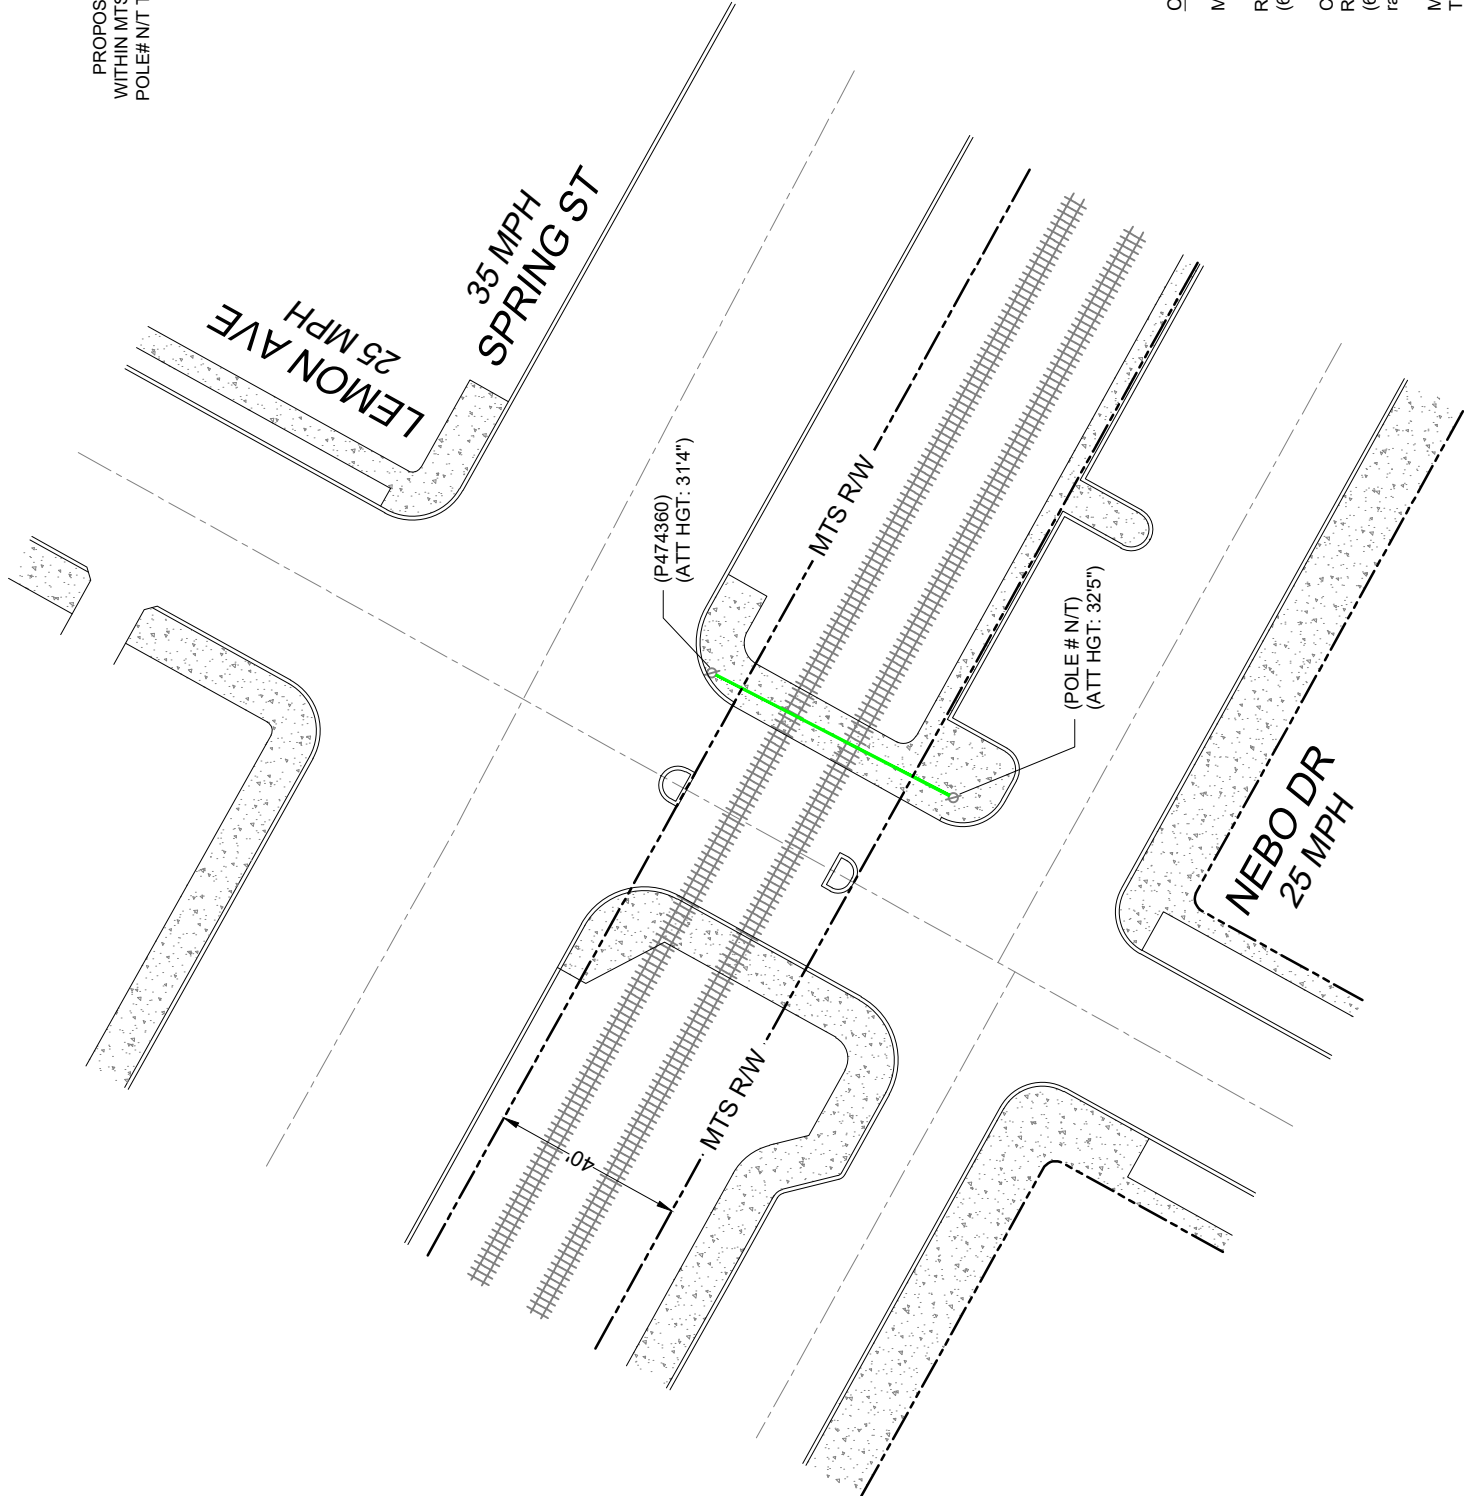 PROPOS
WITHIN MTS
POLE# N/T T
LEMON AVE
25 MPH
35 MPH
SPRING ST
(P474360)
(ATT HGT: 31'4")
MTS R/W
(POLE # N/T)
(ATT HGT: 32'5")
MTS R/W
40'
NEBO DR
25 MPH